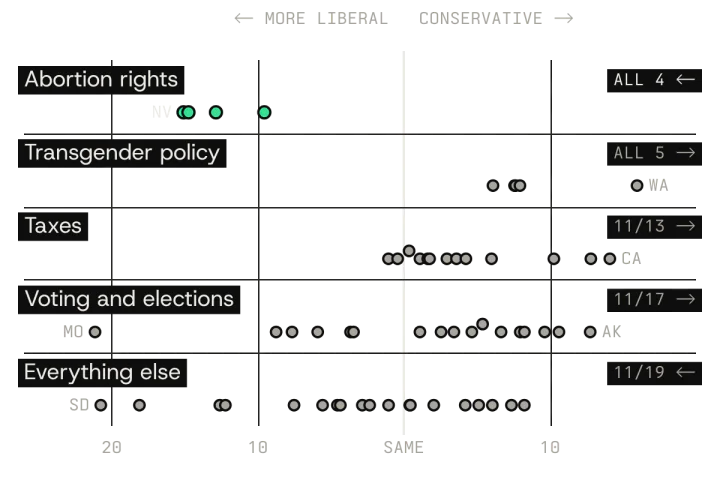 ← MORE LIBERAL CONSERVATIVE →
Abortion rights ALL 4 ←
NV
Transgender policy ALL 5 →
WA
Taxes 11/13 →
CA
Voting and elections 11/17 →
MO AK
Everything else 11/19 ←
SD
20 10 SAME 10